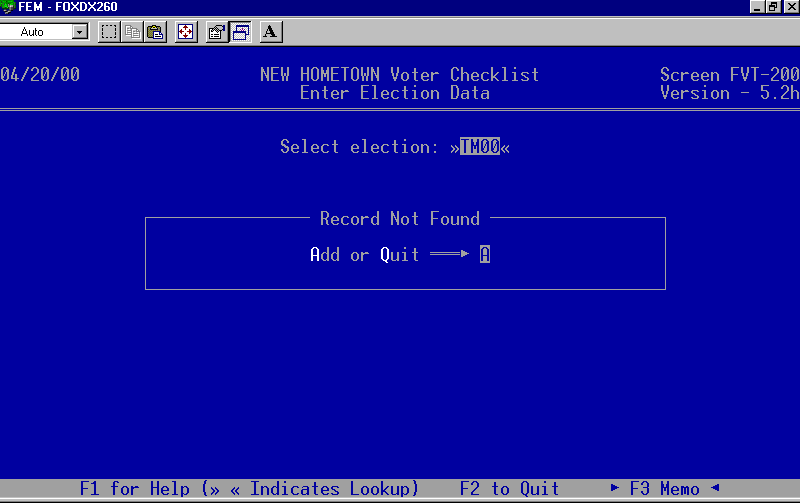 FEM - FOXDX260
Auto A
04/20/00 NEW HOMETOWN Voter Checklist Screen FVT-200
Enter Election Data Version - 5.2h
Select election: »TM00«
Record Not Found
Add or Quit ═══► A
F1 for Help (» « Indicates Lookup) F2 to Quit ► F3 Memo ◄